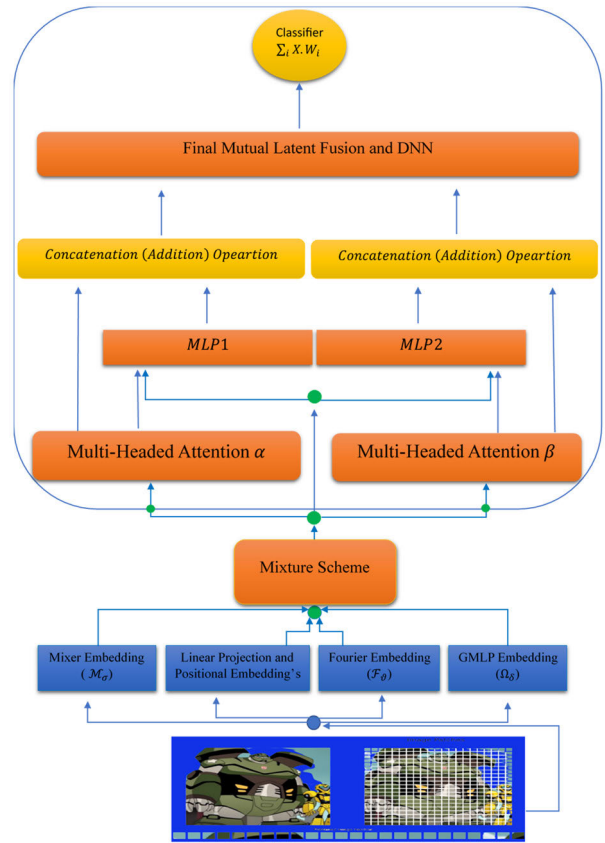 Classifier
∑ᵢ X.Wᵢ
Final Mutual Latent Fusion and DNN
Concatenation (Addition) Opeartion
Concatenation (Addition) Opeartion
MLP1
MLP2
Multi-Headed Attention α
Multi-Headed Attention β
Mixture Scheme
Mixer Embedding
(ℳσ)
Linear Projection and
Positional Embedding's
Fourier Embedding
(ℱθ)
GMLP Embedding
(Ωδ)